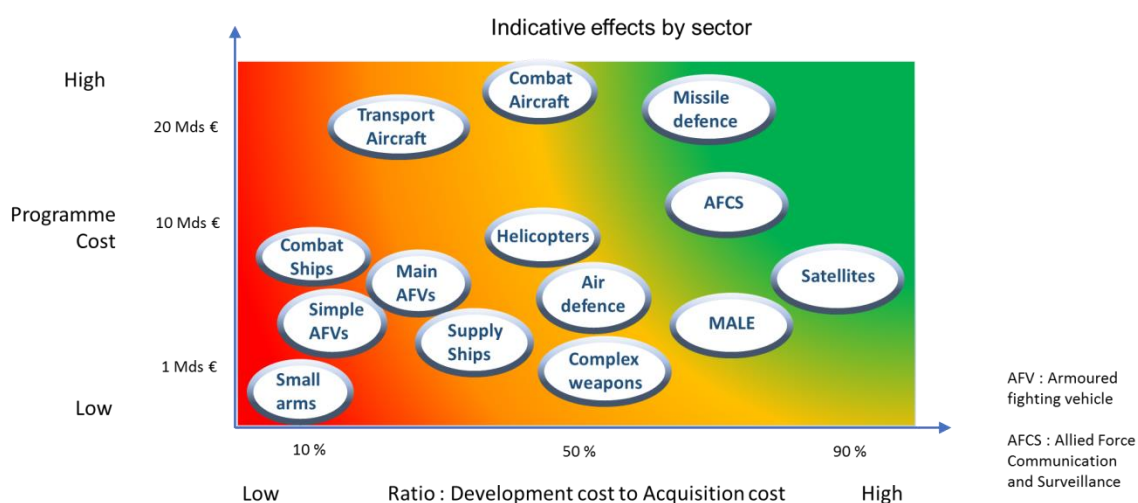 Indicative effects by sector
High
20 Mds €
Programme
Cost
10 Mds €
1 Mds €
Low
Combat
Aircraft
Missile
defence
Transport
Aircraft
AFCS
Helicopters
Combat
Ships
Main
AFVs
Air
defence
Satellites
Simple
AFVs
Supply
Ships
MALE
Complex
weapons
Small
arms
AFV : Armoured
fighting vehicle
AFCS : Allied Force
Communication
and Surveillance
10 %
50 %
90 %
Low
Ratio : Development cost to Acquisition cost
High